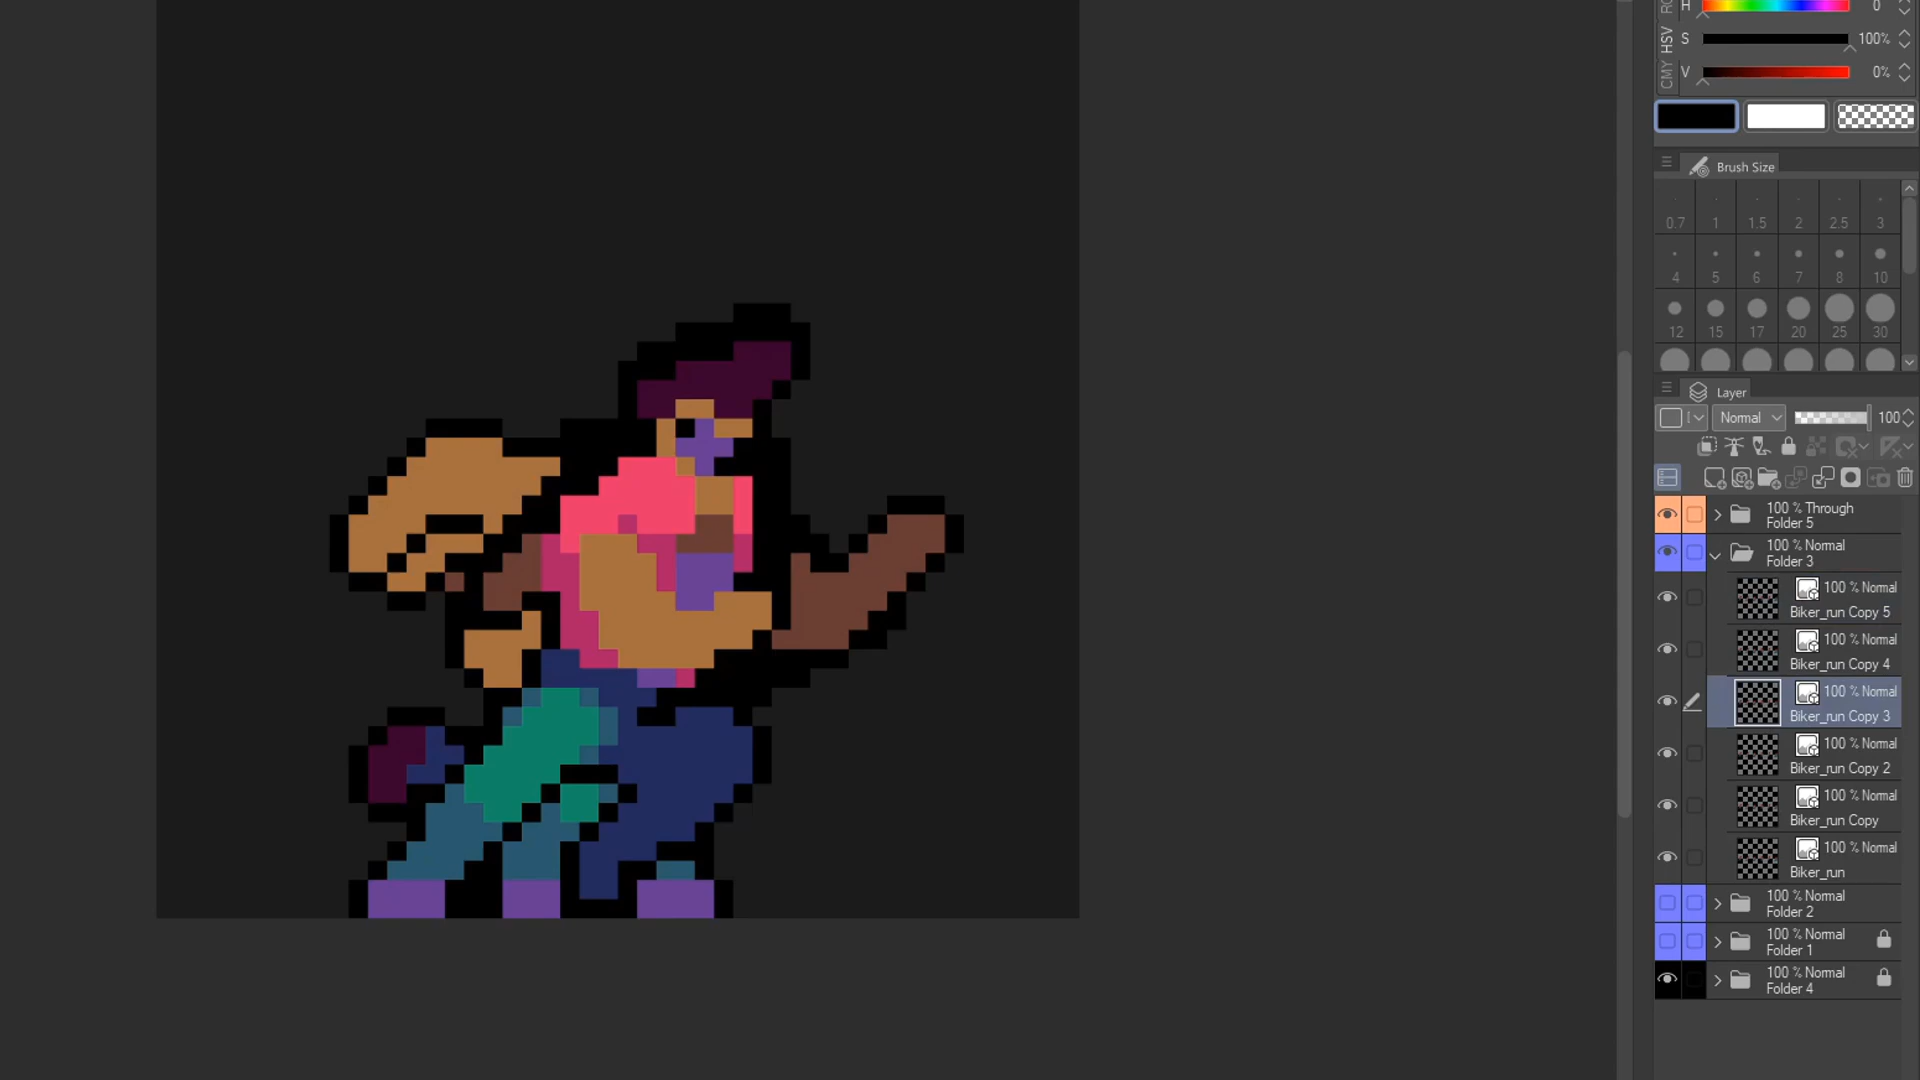 H 0
HSV
S 100%
CMY
V 0%
Brush Size
0.7 1 1.5 2 2.5 3
4 5 6 7 8 10
12 15 17 20 25 30
Layer
Normal 100
100 % Through
Folder 5
100 % Normal
Folder 3
100 % Normal
Biker_run Copy 5
100 % Normal
Biker_run Copy 4
100 % Normal
Biker_run Copy 3
100 % Normal
Biker_run Copy 2
100 % Normal
Biker_run Copy
100 % Normal
Biker_run
100 % Normal
Folder 2
100 % Normal
Folder 1
100 % Normal
Folder 4